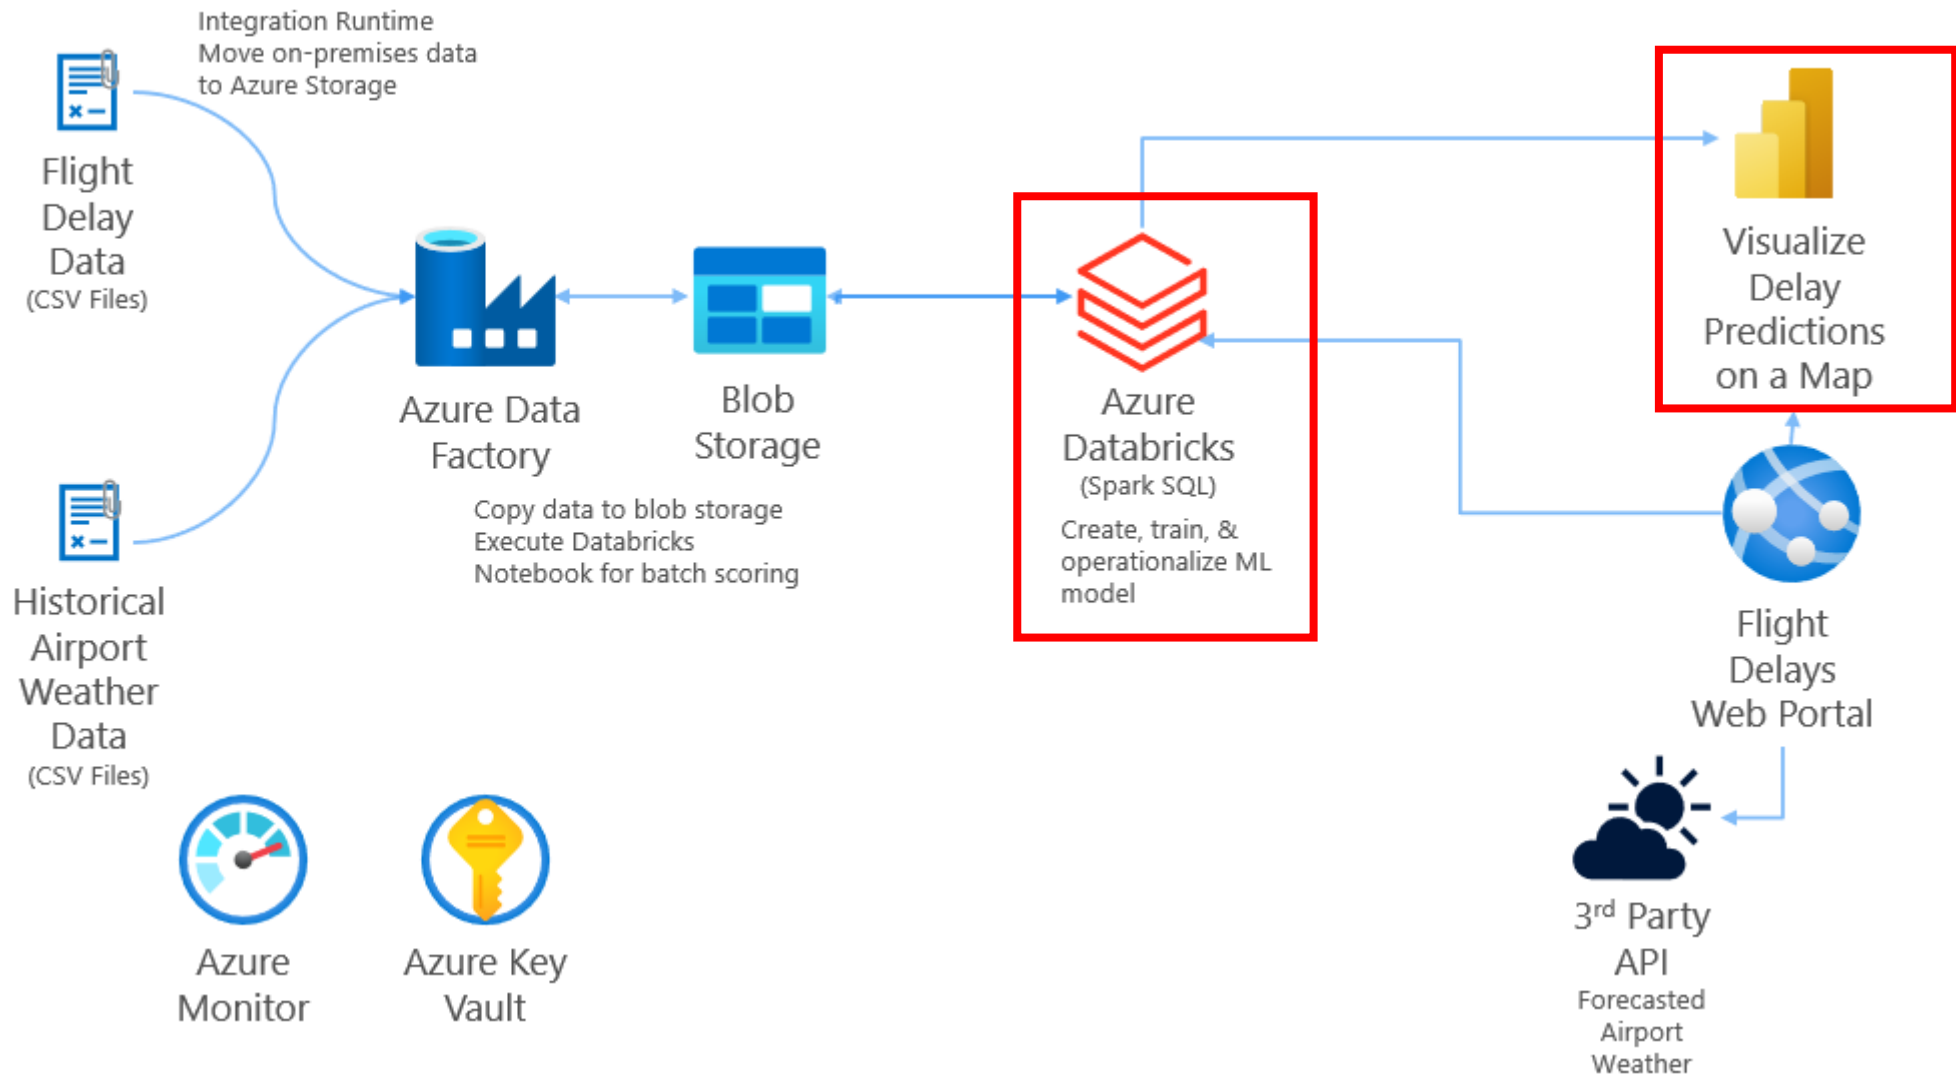 Integration Runtime
Move on-premises data
to Azure Storage
Flight
Delay
Data
(CSV Files)
Historical
Airport
Weather
Data
(CSV Files)
Azure Data
Factory
Blob
Storage
Copy data to blob storage
Execute Databricks
Notebook for batch scoring
Azure
Databricks
(Spark SQL)
Create, train, &
operationalize ML
model
Visualize
Delay
Predictions
on a Map
Flight
Delays
Web Portal
3rd Party
API
Forecasted
Airport
Weather
Azure
Monitor
Azure Key
Vault